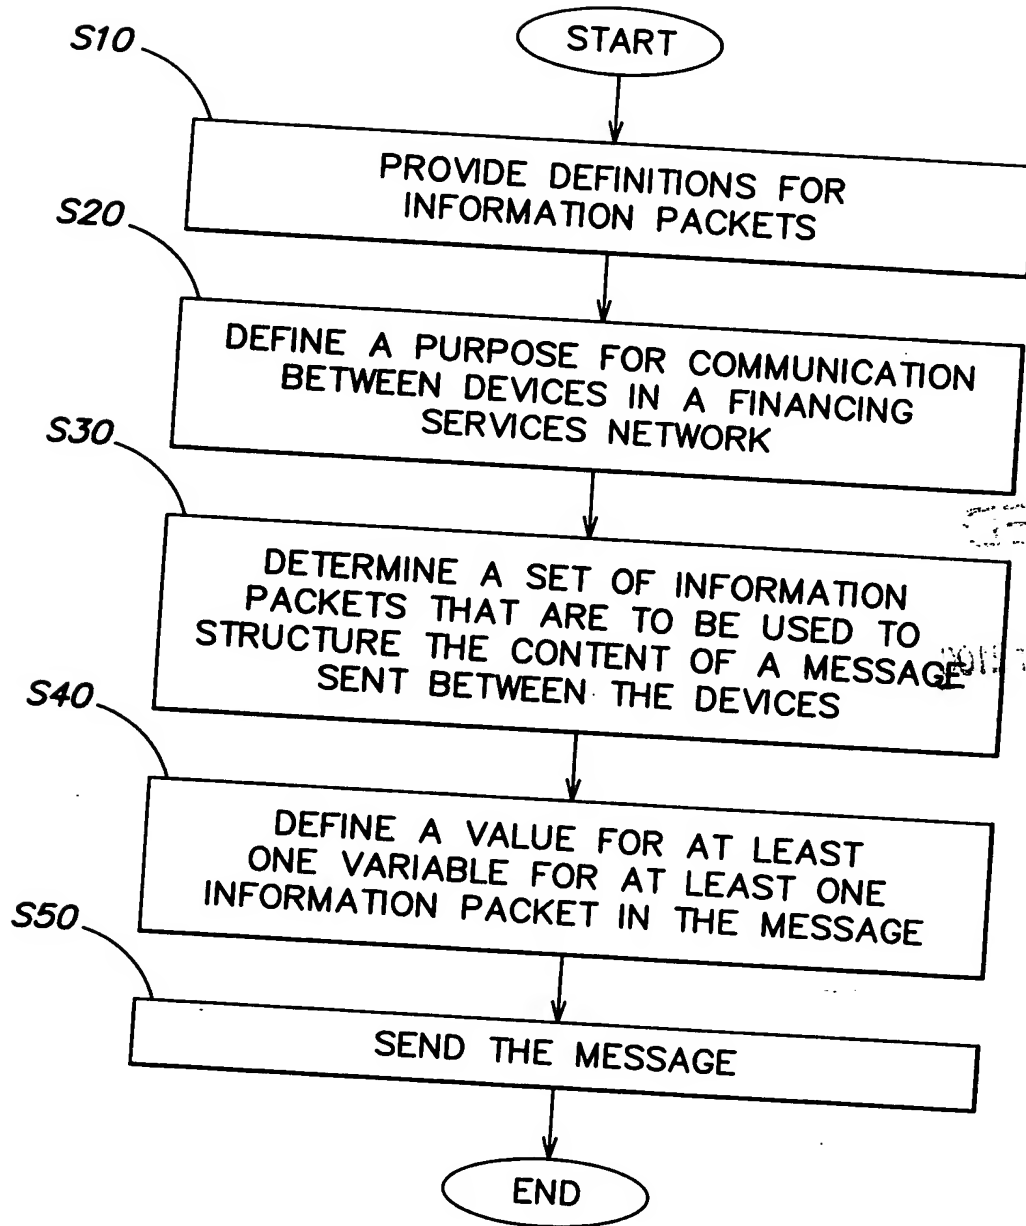 START
S10
PROVIDE DEFINITIONS FOR
INFORMATION PACKETS
S20
DEFINE A PURPOSE FOR COMMUNICATION
BETWEEN DEVICES IN A FINANCING
SERVICES NETWORK
S30
DETERMINE A SET OF INFORMATION
PACKETS THAT ARE TO BE USED TO
STRUCTURE THE CONTENT OF A MESSAGE
SENT BETWEEN THE DEVICES
S40
DEFINE A VALUE FOR AT LEAST
ONE VARIABLE FOR AT LEAST ONE
INFORMATION PACKET IN THE MESSAGE
S50
SEND THE MESSAGE
END